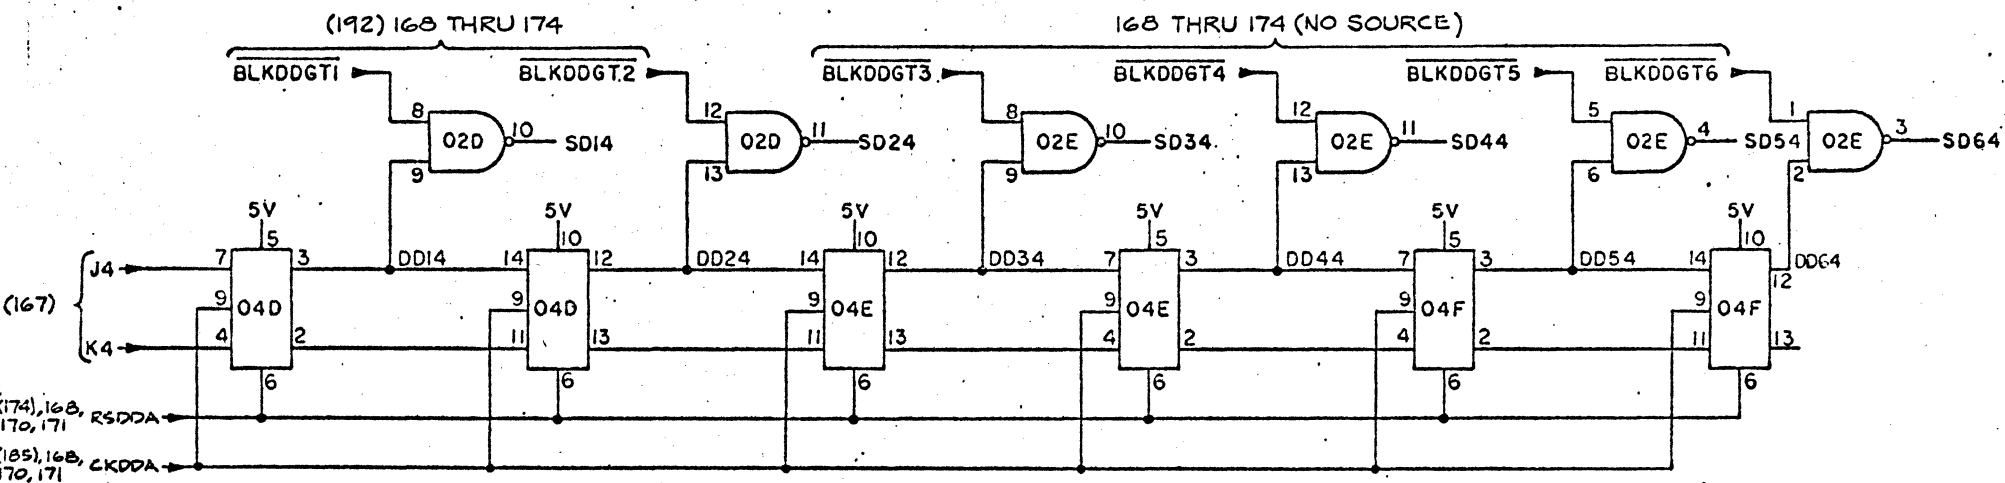 (192) 168 THRU 174
168 THRU 174 (NO SOURCE)
BLKDDGT1
BLKDDGT2
BLKDDGT3
BLKDDGT4
BLKDDGT5
BLKDDGT6
8
02D
10
SD14
9
12
02D
11
SD24
13
8
02E
10
SD34
9
12
02E
11
SD44
13
5
02E
4
SD54
6
1
02E
3
SD64
2
5V
5V
5V
5V
5V
5V
5
10
10
5
5
10
(167)
J4
7
3
DD14
14
12
DD24
14
12
DD34
7
3
DD44
7
3
DD54
14
12
DD64
9
04D
9
04D
9
04E
9
04E
9
04F
9
04F
K4
4
2
11
13
11
13
4
2
4
2
11
13
6
6
6
6
6
6
(174),168,
170,171
RSDDA
(185),168,
170,171
CKDDA